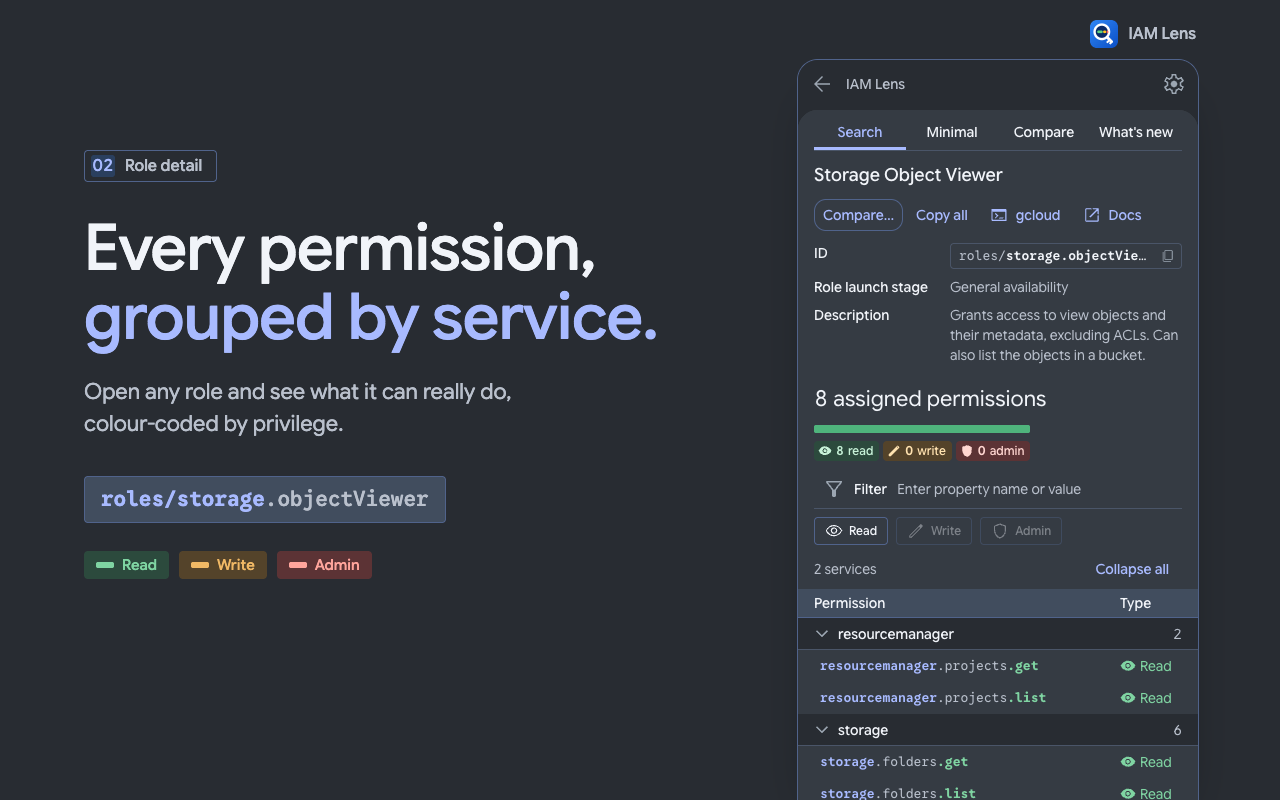 IAM Lens
02 Role detail
Every permission,
grouped by service.
Open any role and see what it can really do,
colour-coded by privilege.
roles/storage.objectViewer
Read Write Admin
IAM Lens
Search Minimal Compare What's new
Storage Object Viewer
Compare... Copy all gcloud Docs
ID roles/storage.objectVie…
Role launch stage General availability
Description Grants access to view objects and
their metadata, excluding ACLs. Can
also list the objects in a bucket.
8 assigned permissions
8 read 0 write 0 admin
Filter Enter property name or value
Read Write Admin
2 services Collapse all
Permission Type
resourcemanager 2
resourcemanager.projects.get Read
resourcemanager.projects.list Read
storage 6
storage.folders.get Read
storage.folders.list Read